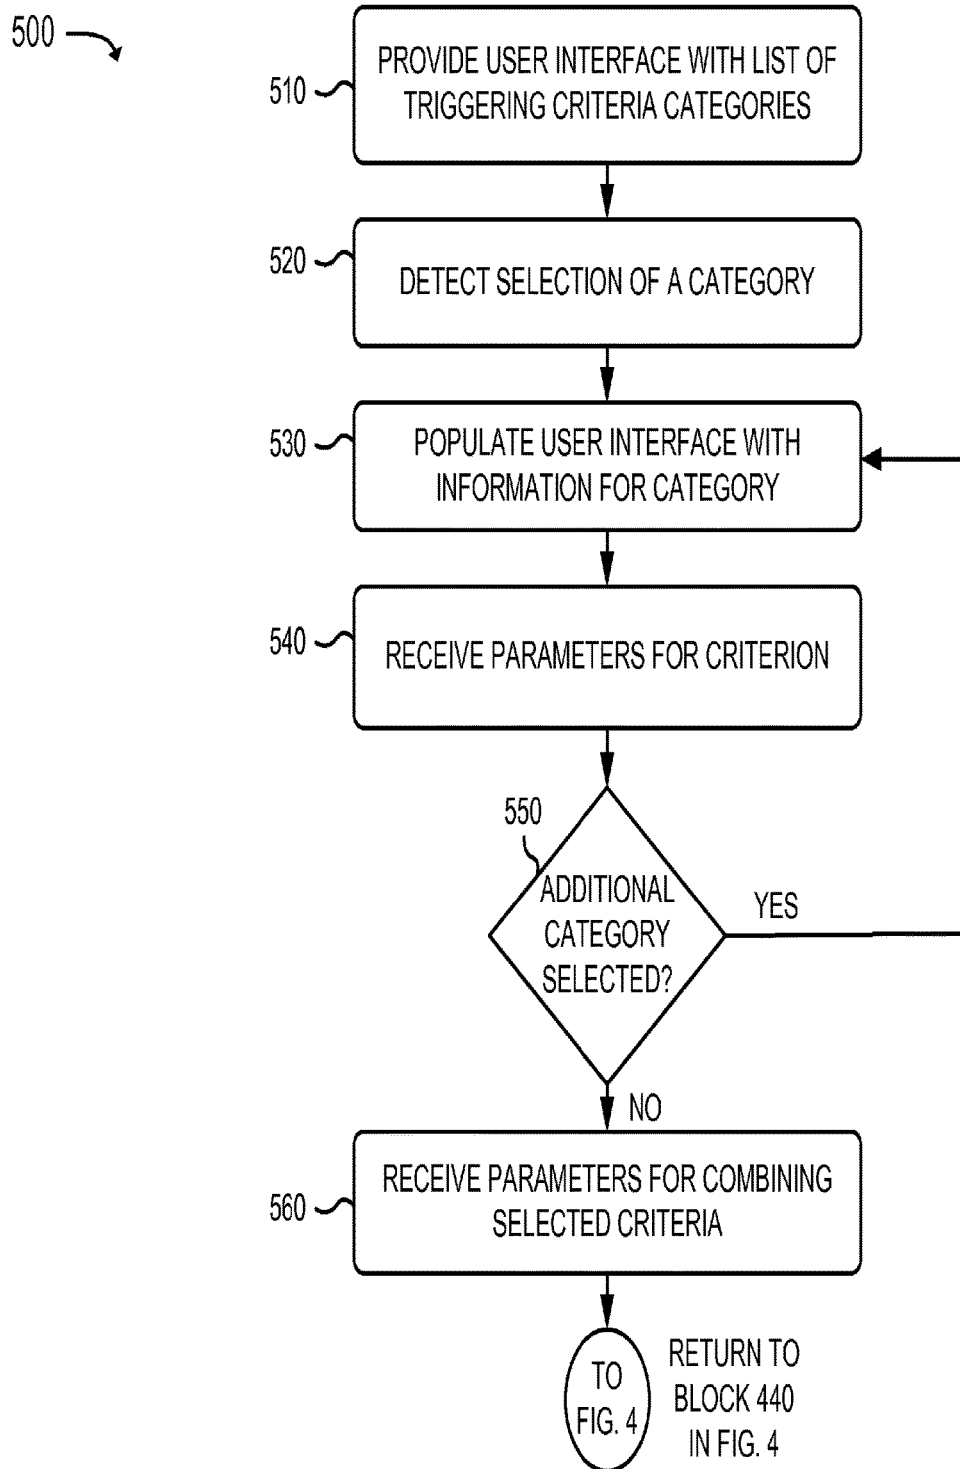 500
510
PROVIDE USER INTERFACE WITH LIST OF
TRIGGERING CRITERIA CATEGORIES
520
DETECT SELECTION OF A CATEGORY
530
POPULATE USER INTERFACE WITH
INFORMATION FOR CATEGORY
540
RECEIVE PARAMETERS FOR CRITERION
550
ADDITIONAL
CATEGORY
SELECTED?
YES
NO
560
RECEIVE PARAMETERS FOR COMBINING
SELECTED CRITERIA
TO
FIG. 4
RETURN TO
BLOCK 440
IN FIG. 4